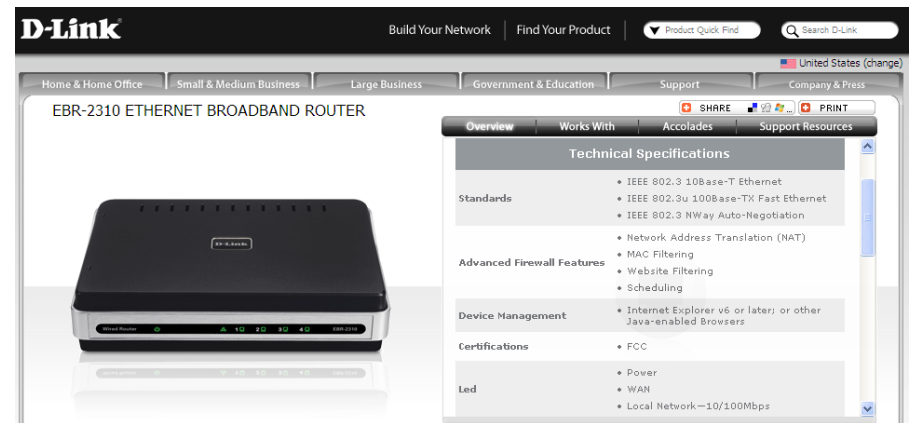 D-Link
Build Your Network
Find Your Product
Product Quick Find
Search D-Link
United States (change)
Home & Home Office
Small & Medium Business
Large Business
Government & Education
Support
Company & Press
EBR-2310 ETHERNET BROADBAND ROUTER
SHARE
PRINT
Overview
Works With
Accolades
Support Resources
Technical Specifications
Standards
• IEEE 802.3 10Base-T Ethernet
• IEEE 802.3u 100Base-TX Fast Ethernet
• IEEE 802.3 NWay Auto-Negotiation
Advanced Firewall Features
• Network Address Translation (NAT)
• MAC Filtering
• Website Filtering
• Scheduling
Device Management
• Internet Explorer v6 or later; or other
Java-enabled Browsers
Certifications
• FCC
Led
• Power
• WAN
• Local Network—10/100Mbps
D-Link
Wired Router
1
2
3
4
EBR-2310